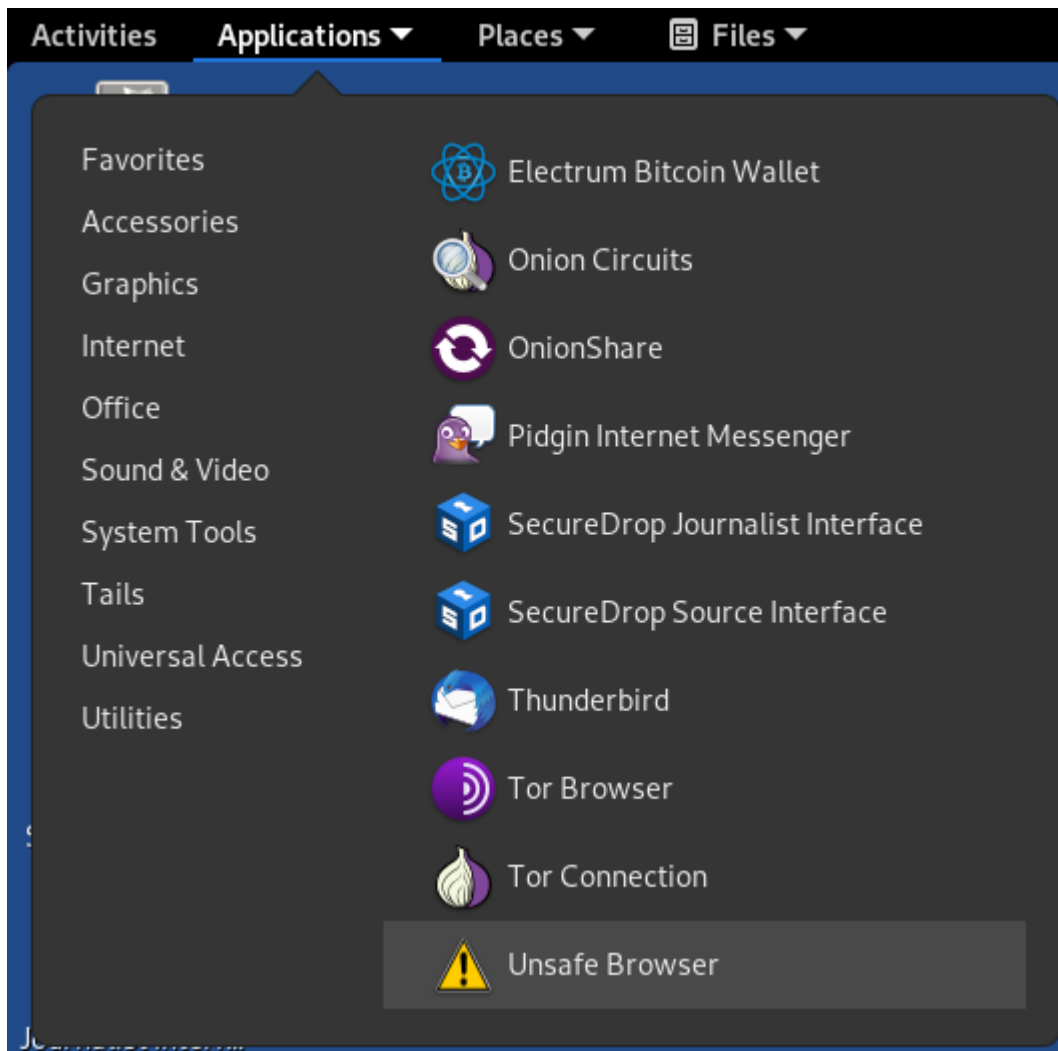 Activities Applications Places Files
Favorites
Accessories
Graphics
Internet
Office
Sound & Video
System Tools
Tails
Universal Access
Utilities
Electrum Bitcoin Wallet
Onion Circuits
OnionShare
Pidgin Internet Messenger
SecureDrop Journalist Interface
SecureDrop Source Interface
Thunderbird
Tor Browser
Tor Connection
Unsafe Browser